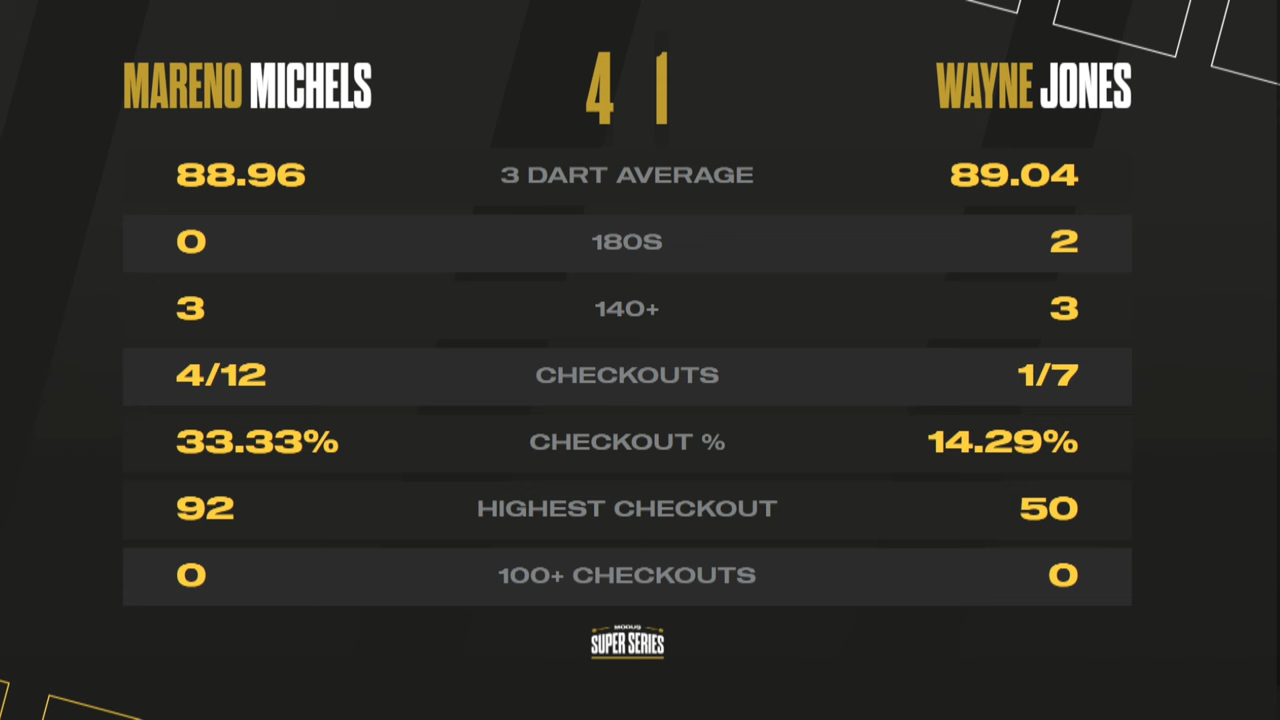 MARENO MICHELS 4 1 WAYNE JONES
88.96 3 DART AVERAGE 89.04
0 180S 2
3 140+ 3
4/12 CHECKOUTS 1/7
33.33% CHECKOUT % 14.29%
92 HIGHEST CHECKOUT 50
0 100+ CHECKOUTS 0
MODUS
SUPER SERIES